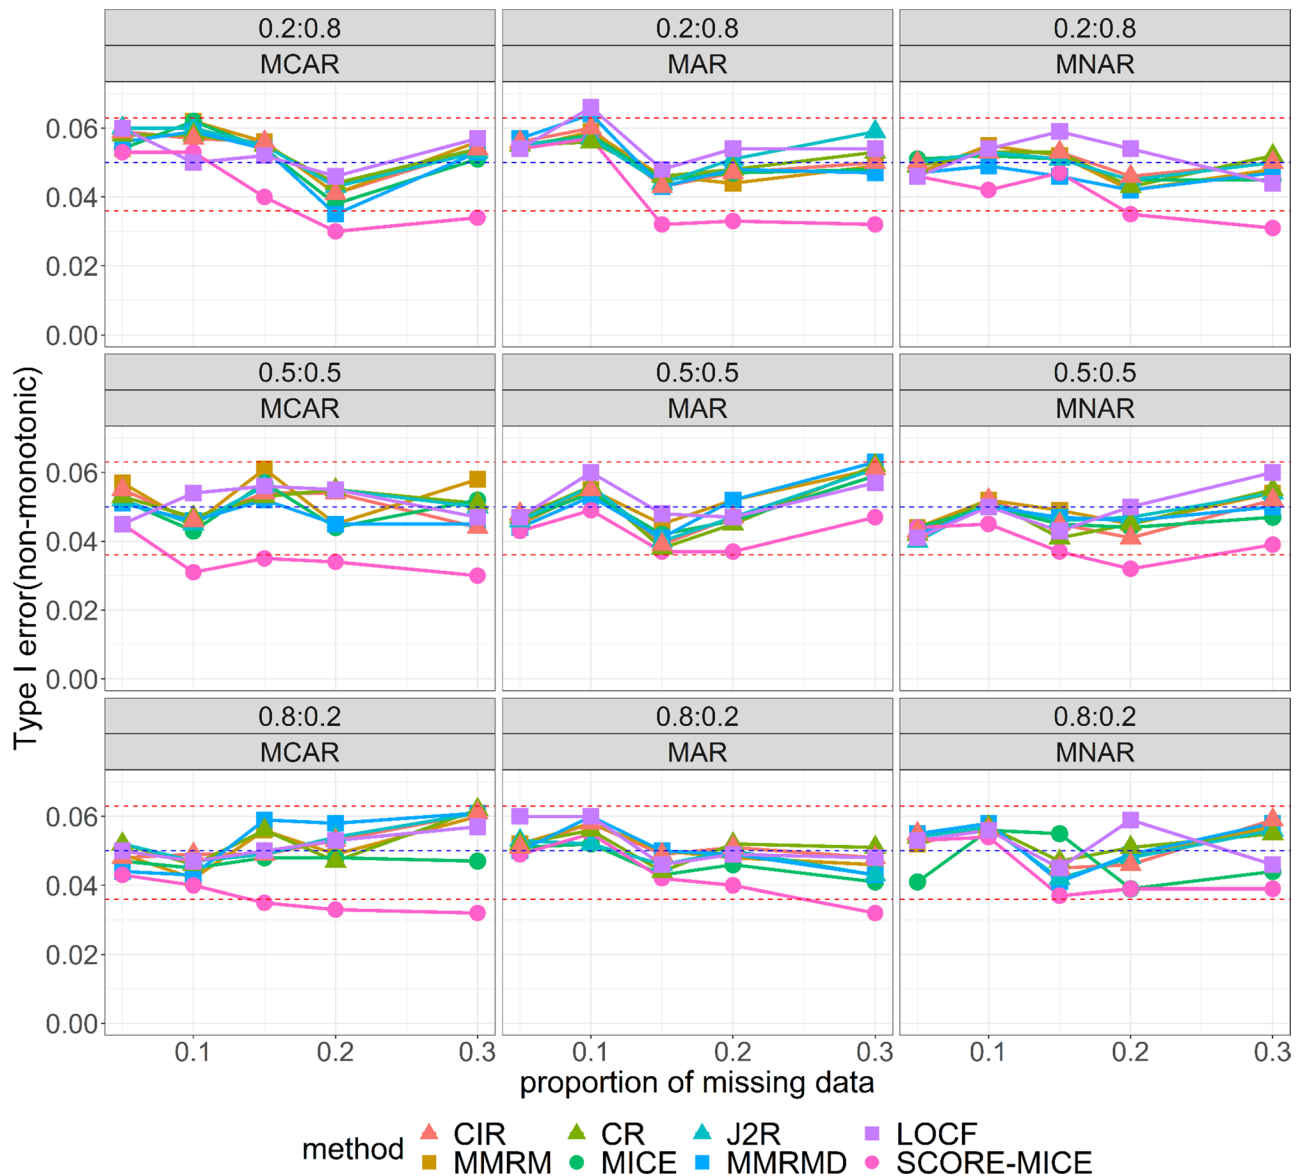 0.2:0.8 0.2:0.8 0.2:0.8
MCAR MAR MNAR
0.06
0.04
0.02
0.00
0.5:0.5 0.5:0.5 0.5:0.5
MCAR MAR MNAR
0.06
0.04
0.02
0.00
0.8:0.2 0.8:0.2 0.8:0.2
MCAR MAR MNAR
0.06
0.04
0.02
0.00
Type I error(non-monotonic)
0.1 0.2 0.3 0.1 0.2 0.3 0.1 0.2 0.3
proportion of missing data
method
CIR CR J2R LOCF
MMRM MICE MMRMD SCORE-MICE